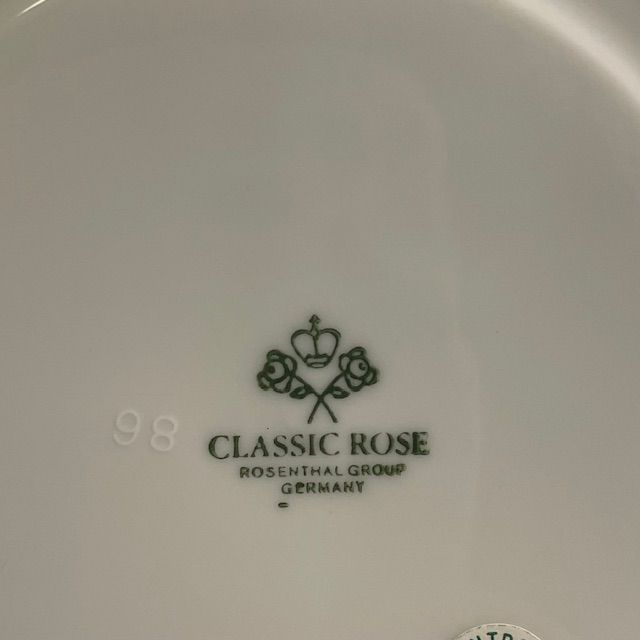 98
CLASSIC ROSE
ROSENTHAL GROUP
GERMANY